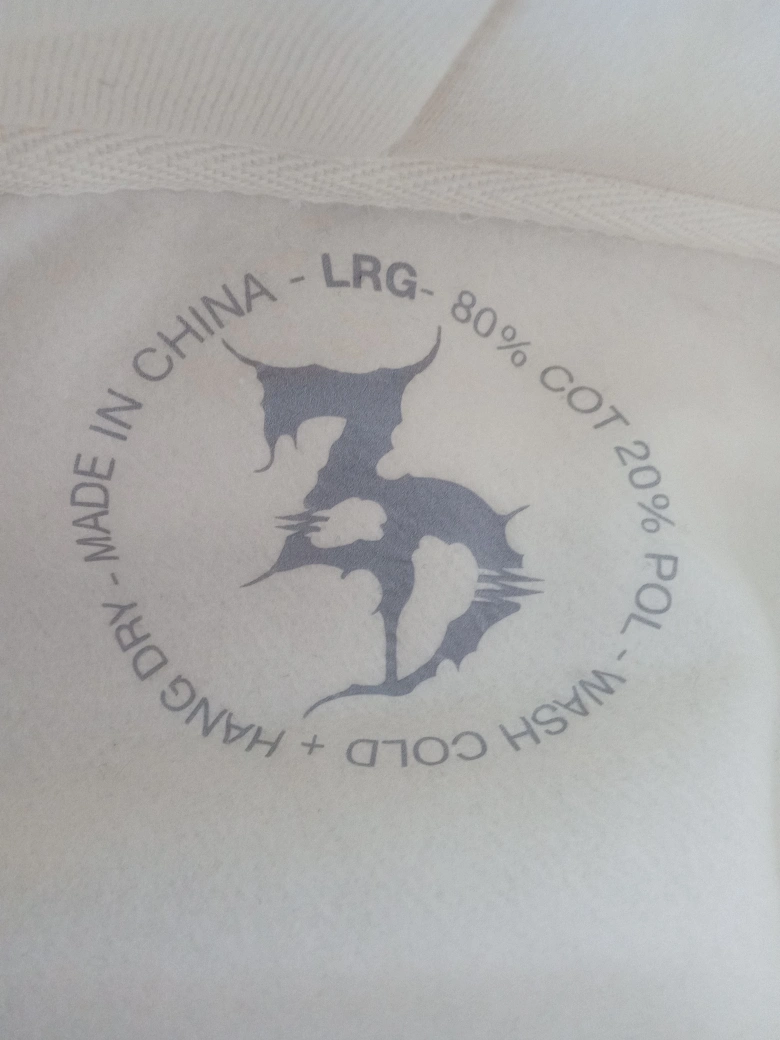 - LRG- 80% COT 20% POL - WASH COLD + HANG DRY - MADE IN CHINA